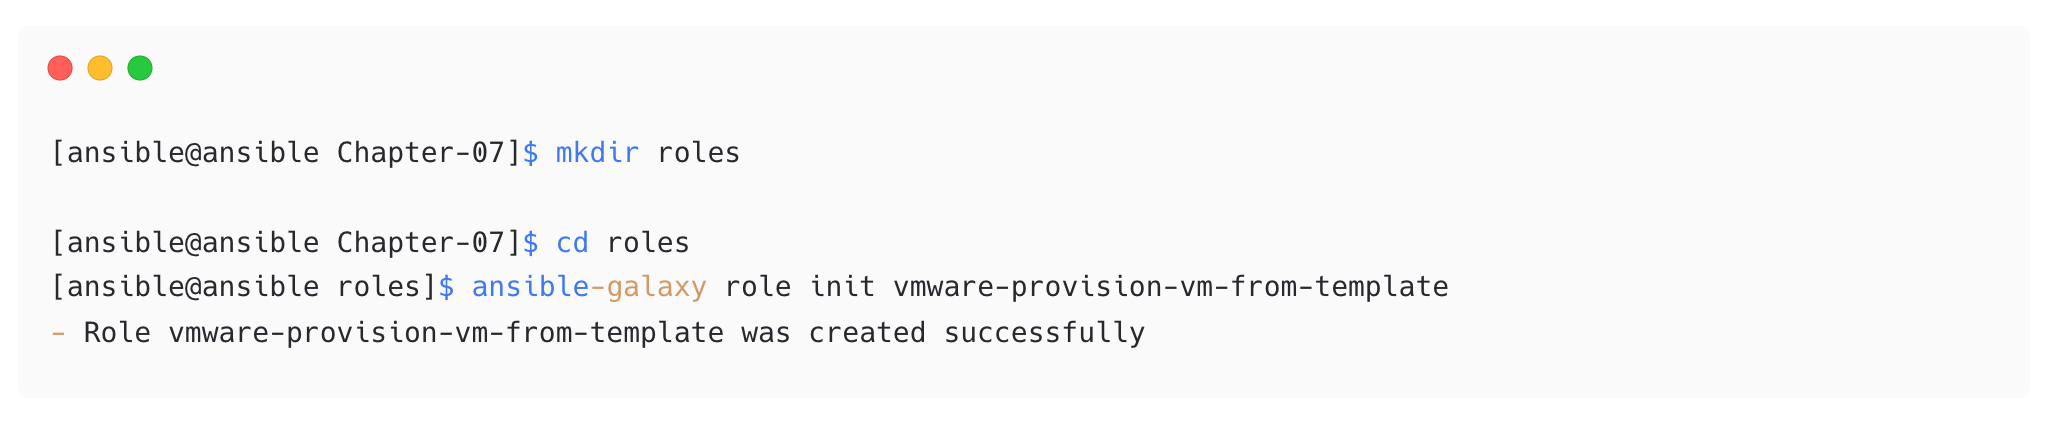 [ansible@ansible Chapter-07]$ mkdir roles
[ansible@ansible Chapter-07]$ cd roles
[ansible@ansible roles]$ ansible-galaxy role init vmware-provision-vm-from-template
- Role vmware-provision-vm-from-template was created successfully